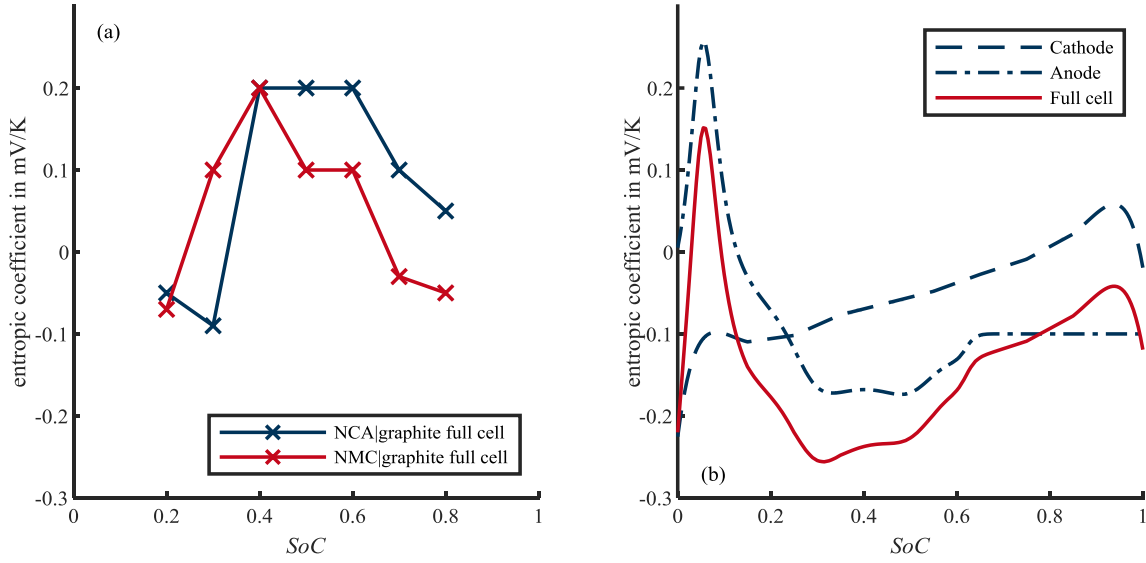 (a)
entropic coefficient in mV/K
0.2
0.1
0
-0.1
-0.2
-0.3
0
0.2
0.4
0.6
0.8
1
SoC
NCA|graphite full cell
NMC|graphite full cell
(b)
entropic coefficient in mV/K
0.2
0.1
0
-0.1
-0.2
-0.3
0
0.2
0.4
0.6
0.8
1
SoC
Cathode
Anode
Full cell